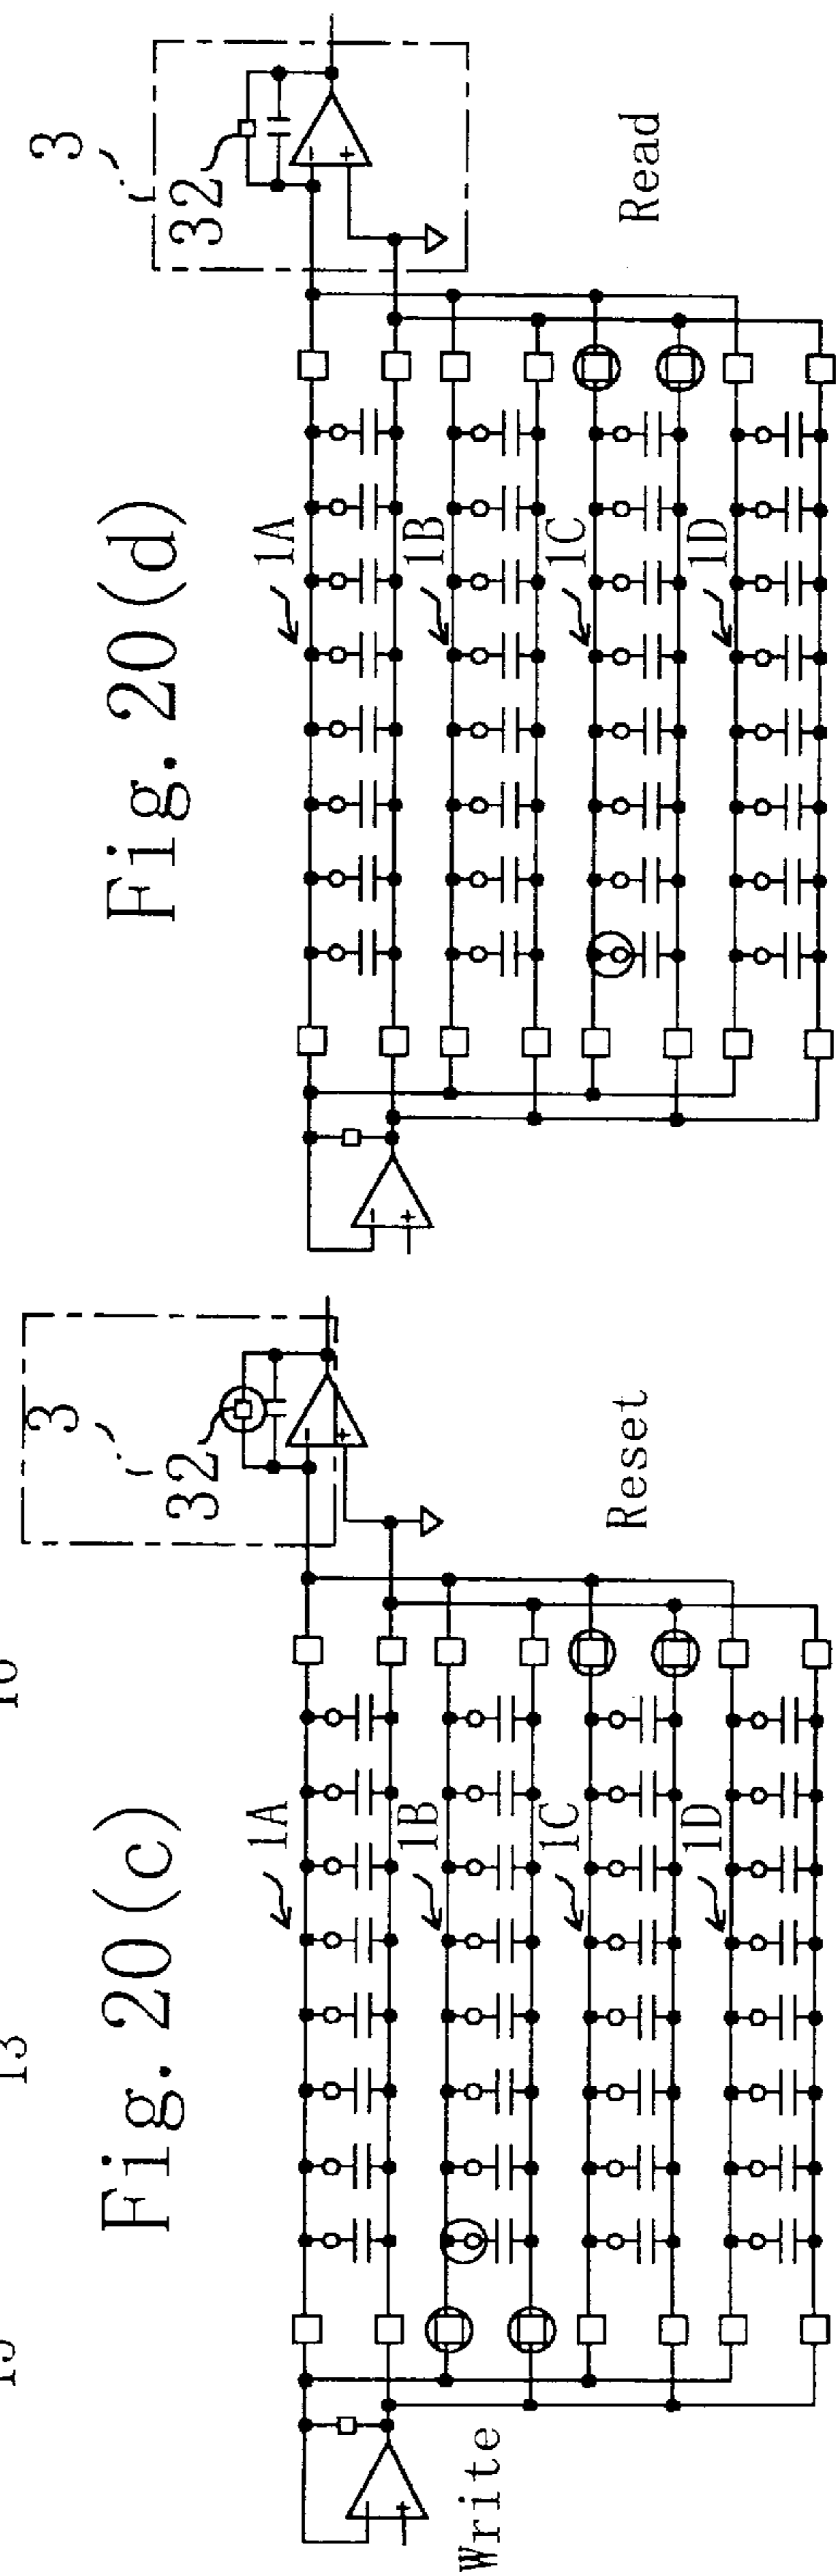 Fig. 20(d)
3
32
1A
1B
1C
1D
Read
Fig. 20(c)
3
32
1A
1B
1C
1D
Reset
Write
13